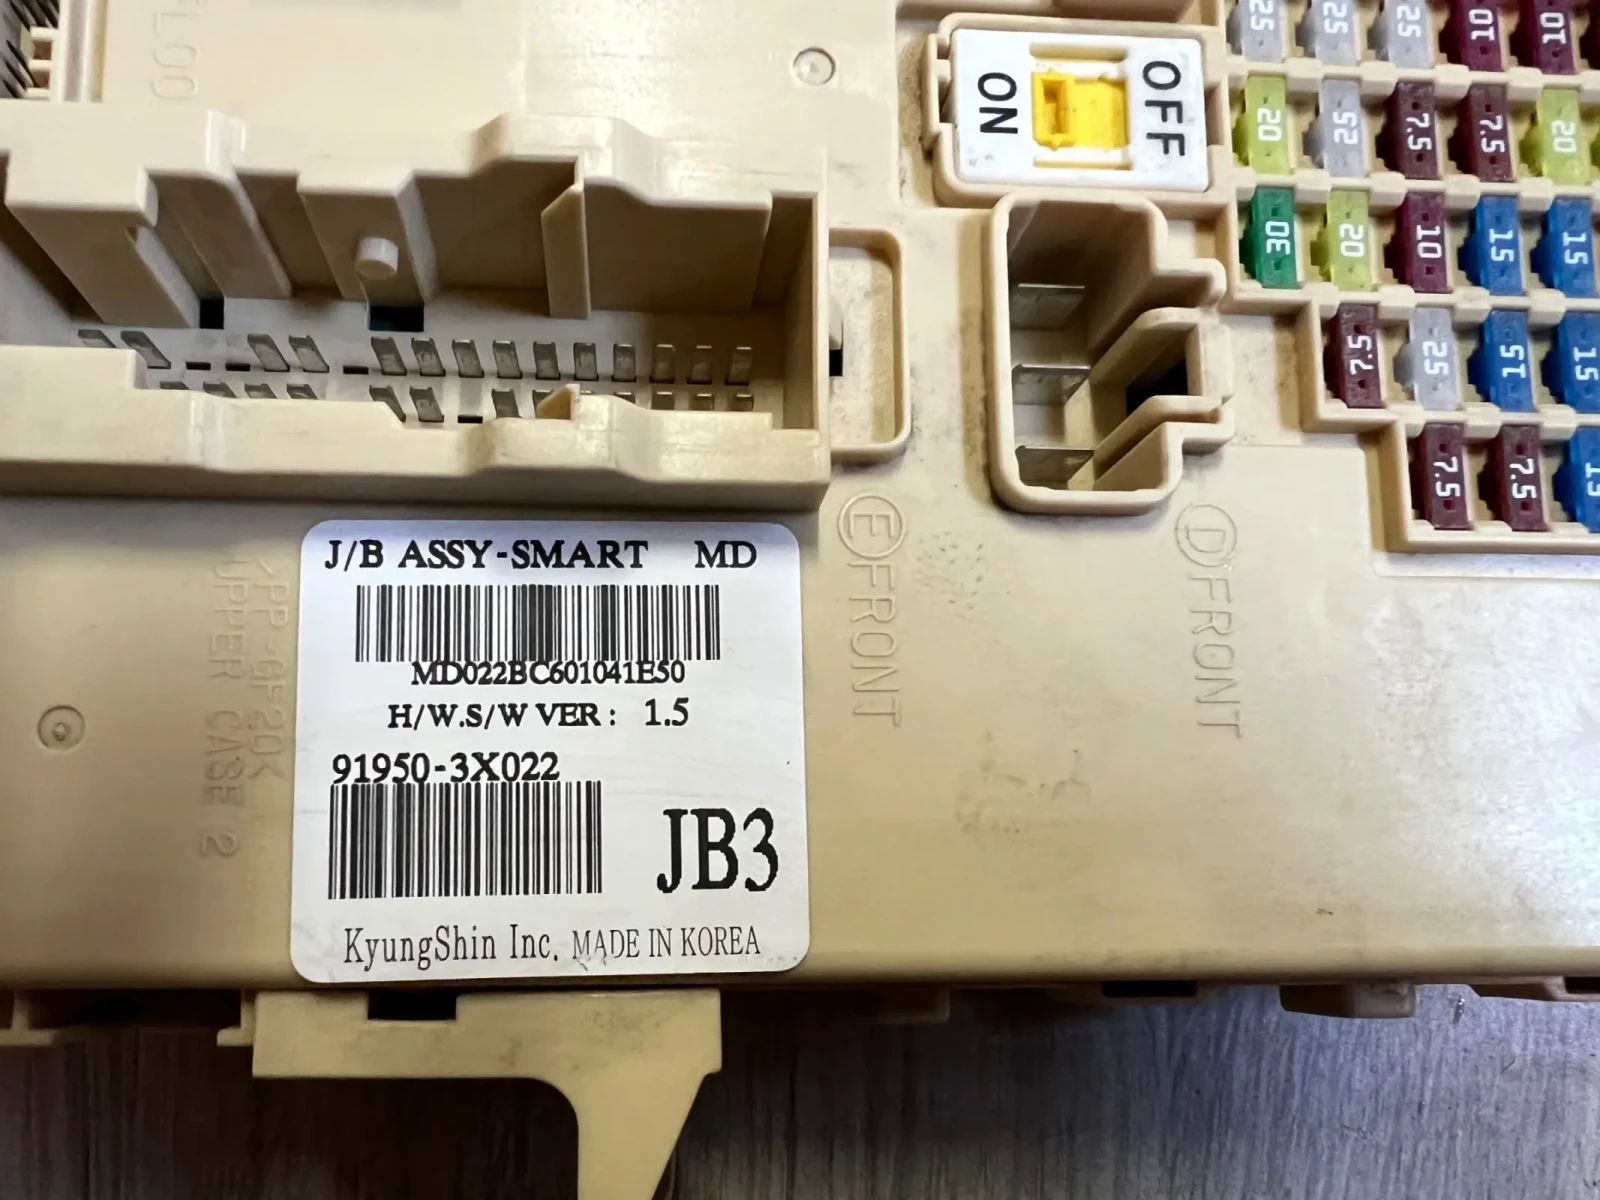 FLOO
ON
OFF
25 25 25 10 10
20 25 7.5 7.5 20
30 20 10 15 15
7.5 25 15 15
7.5 7.5 15
E FRONT
D FRONT
UPPER CASE 2
J/B ASSY-SMART MD
MD022BC601041E50
H/W.S/W VER : 1.5
91950-3X022
JB3
KyungShin Inc. MADE IN KOREA